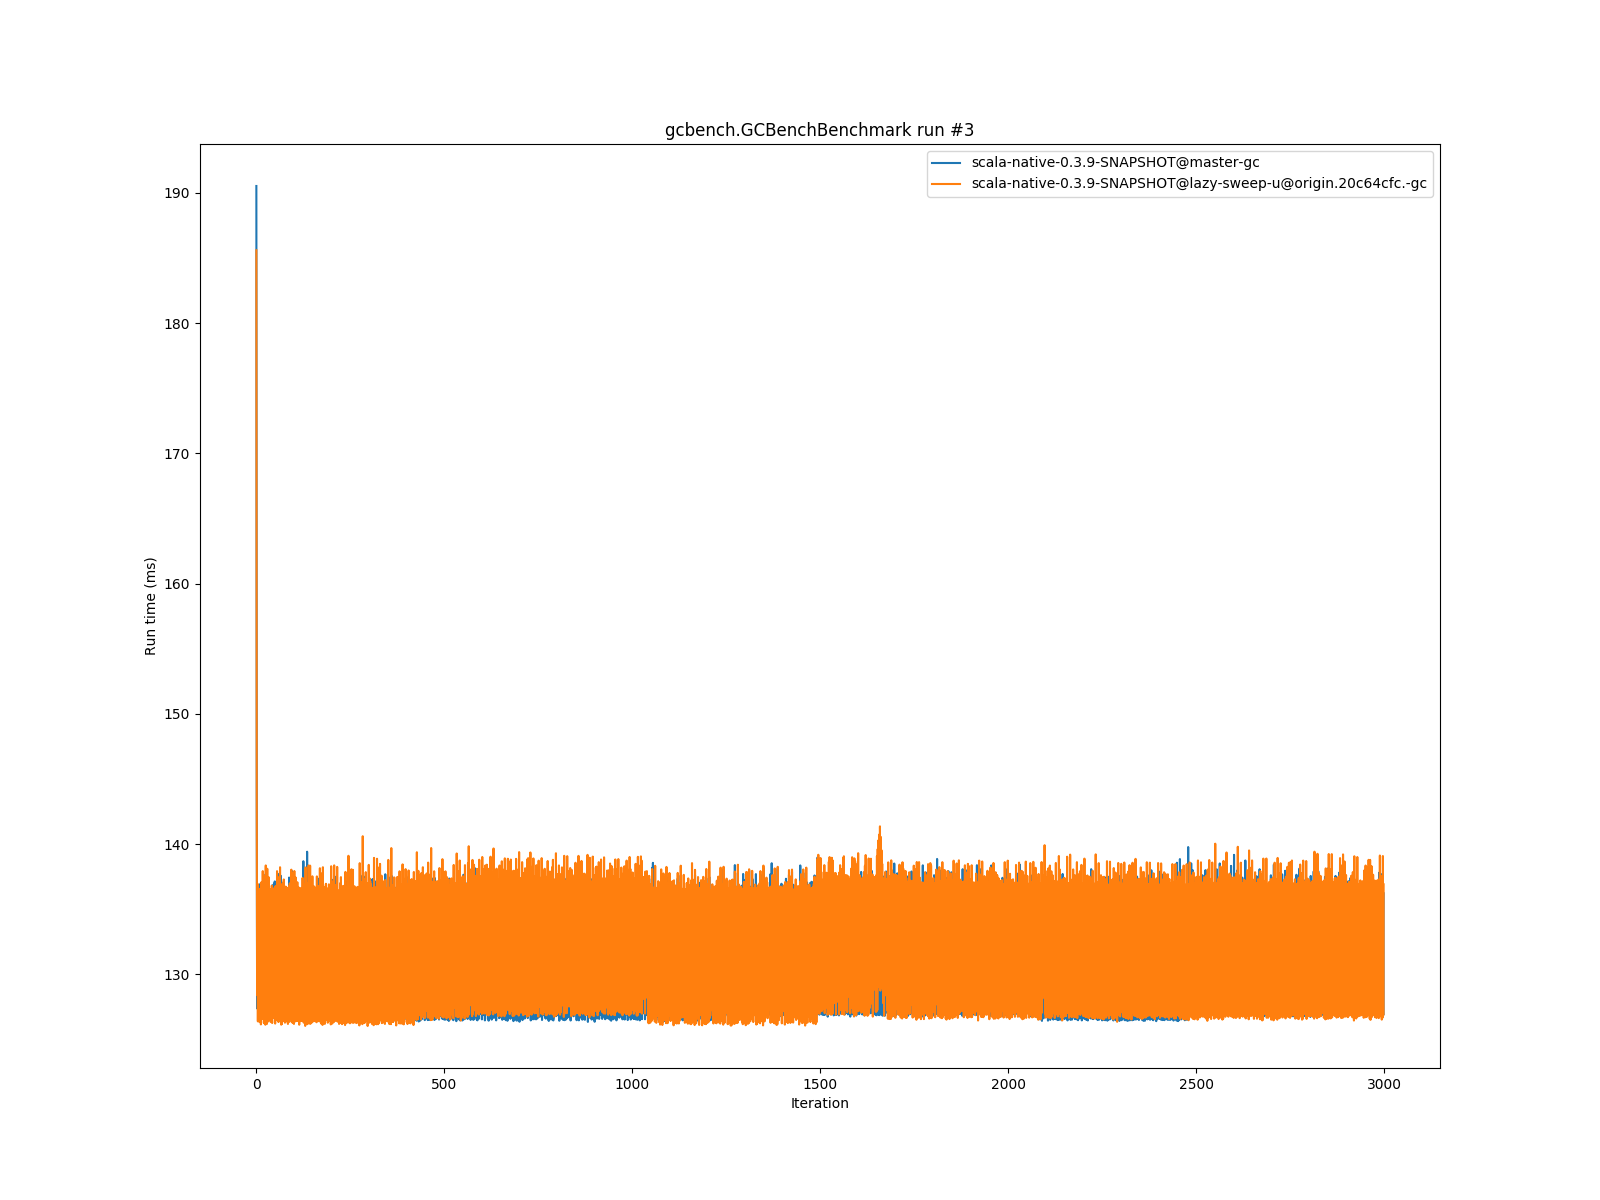 gcbench.GCBenchBenchmark run #3
scala-native-0.3.9-SNAPSHOT@master-gc
scala-native-0.3.9-SNAPSHOT@lazy-sweep-u@origin.20c64cfc.-gc
190
180
170
160
150
140
130
Run time (ms)
0 500 1000 1500 2000 2500 3000
Iteration